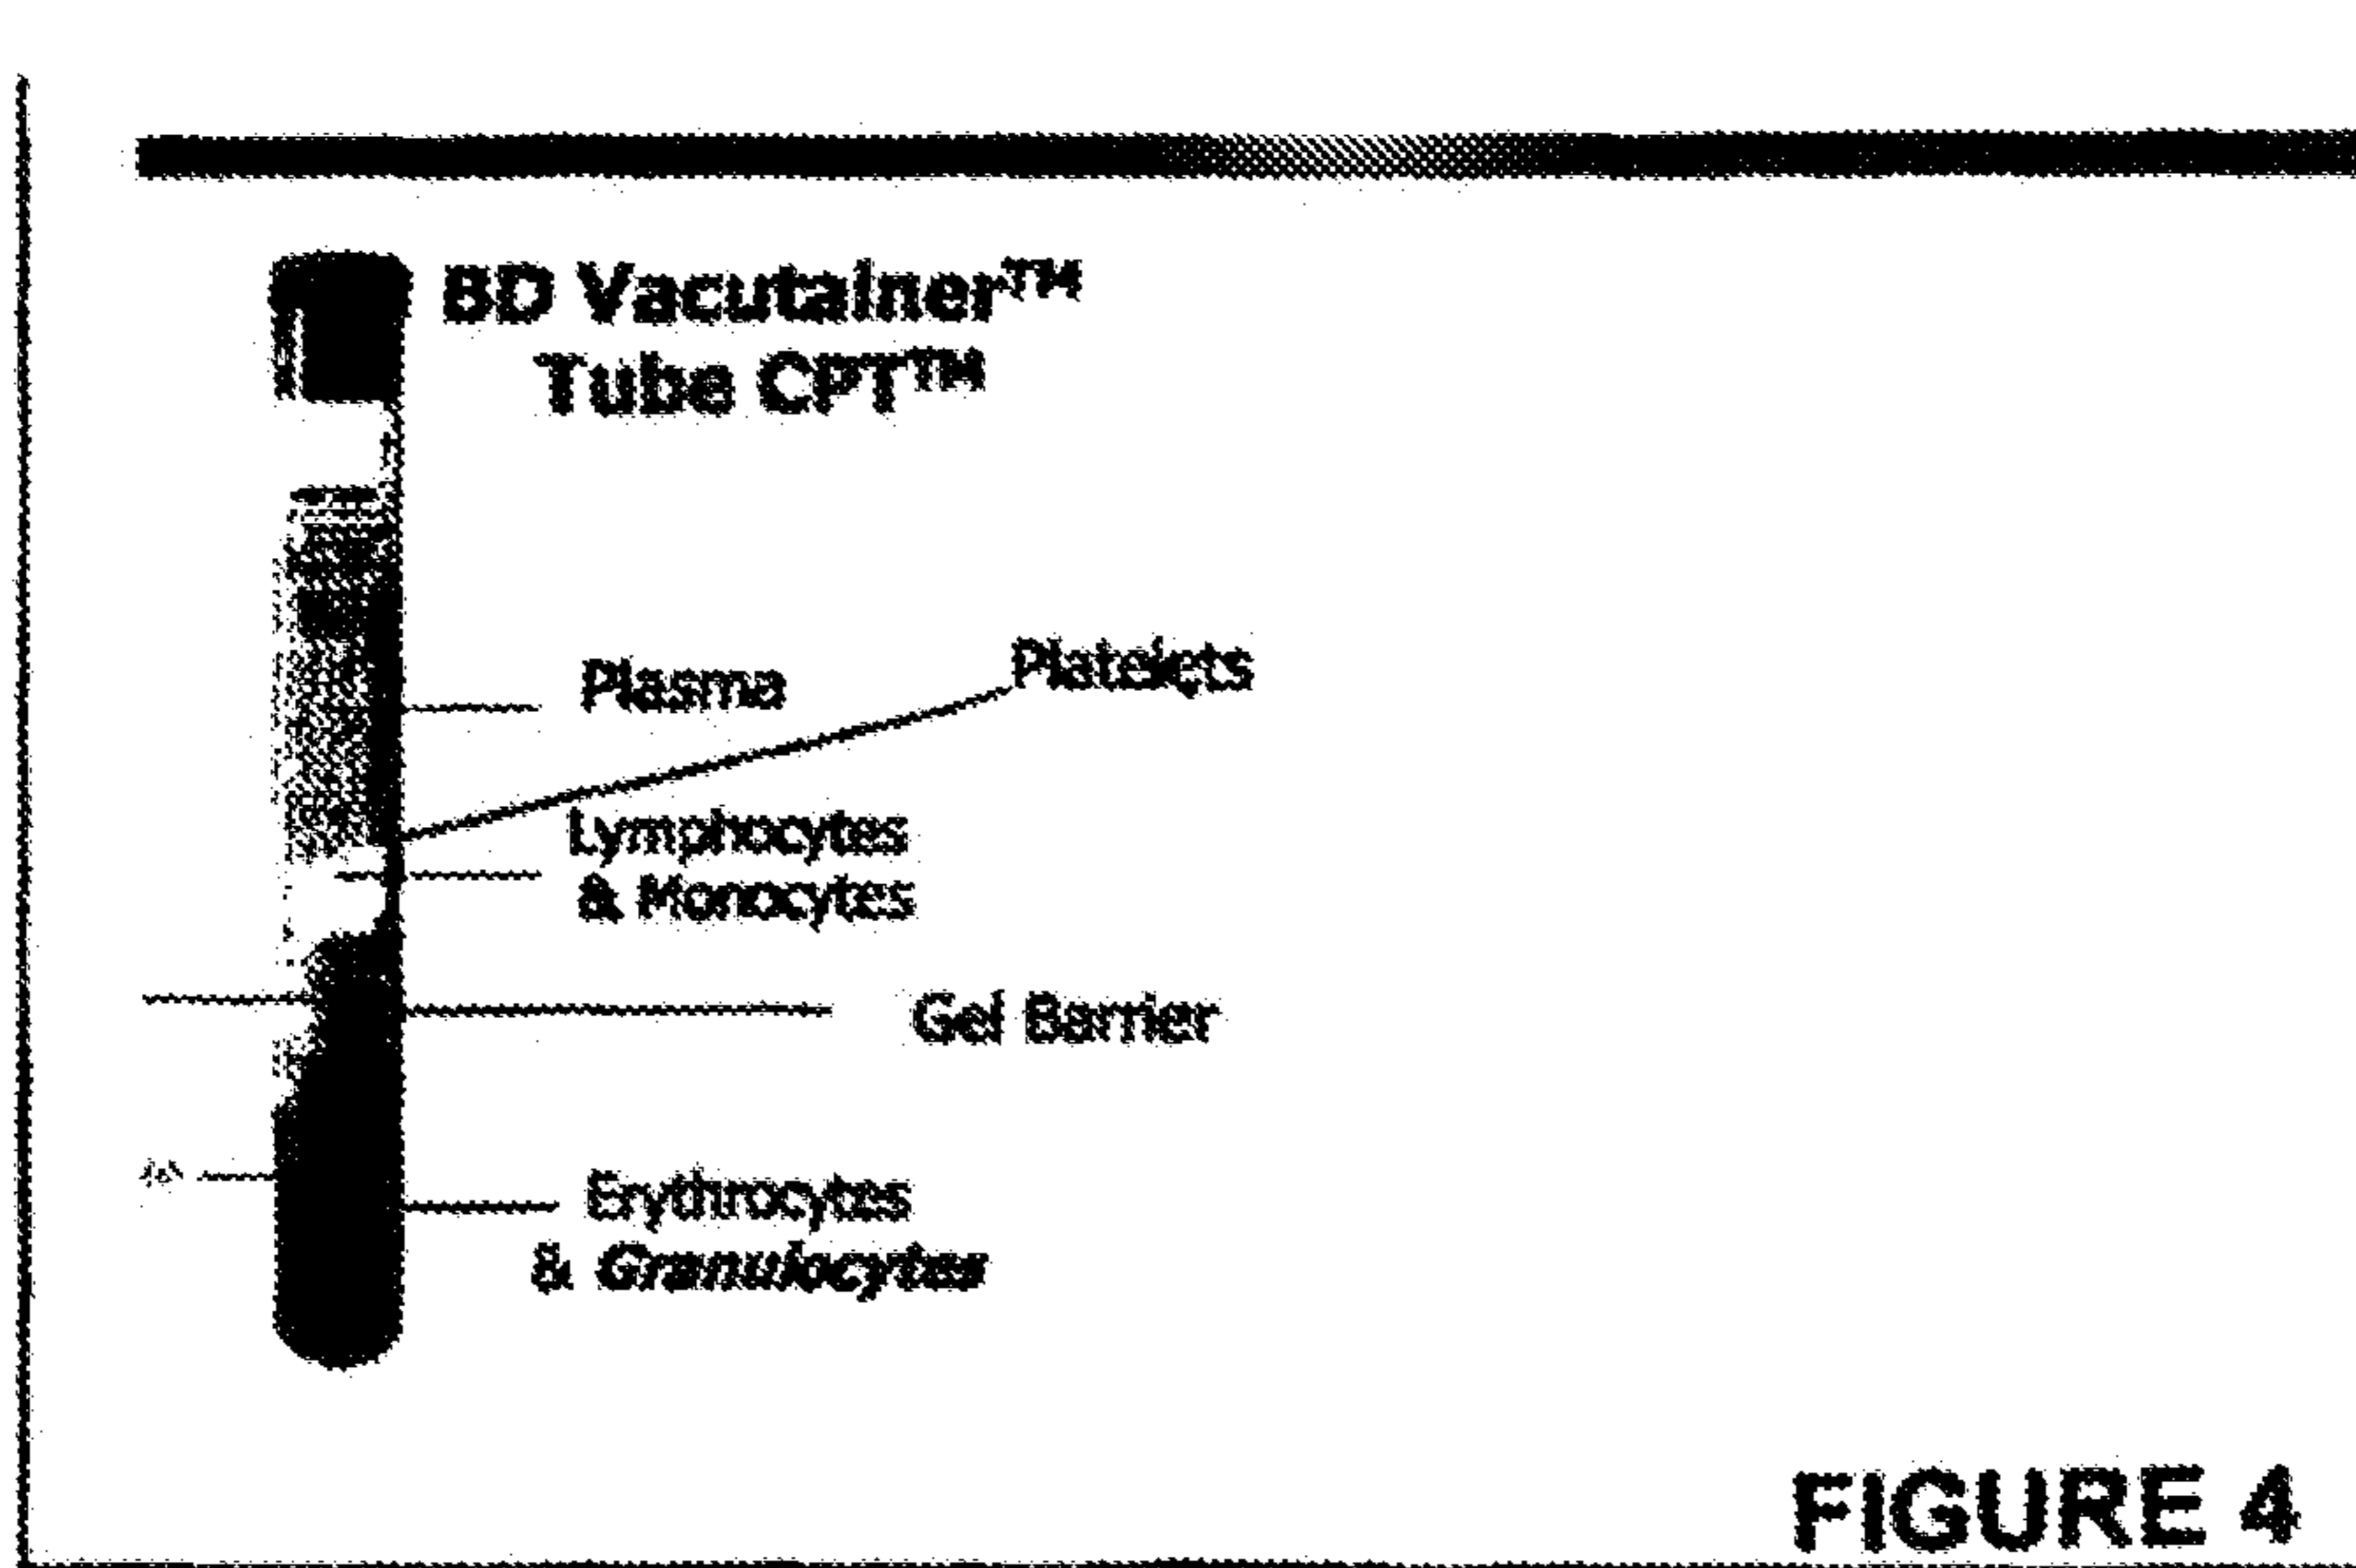 BD Vacutainer™
Tube CPT™
Plasma
Platelets
Lymphocytes
& Monocytes
Gel Barrier
Erythrocytes
& Granulocytes
FIGURE 4